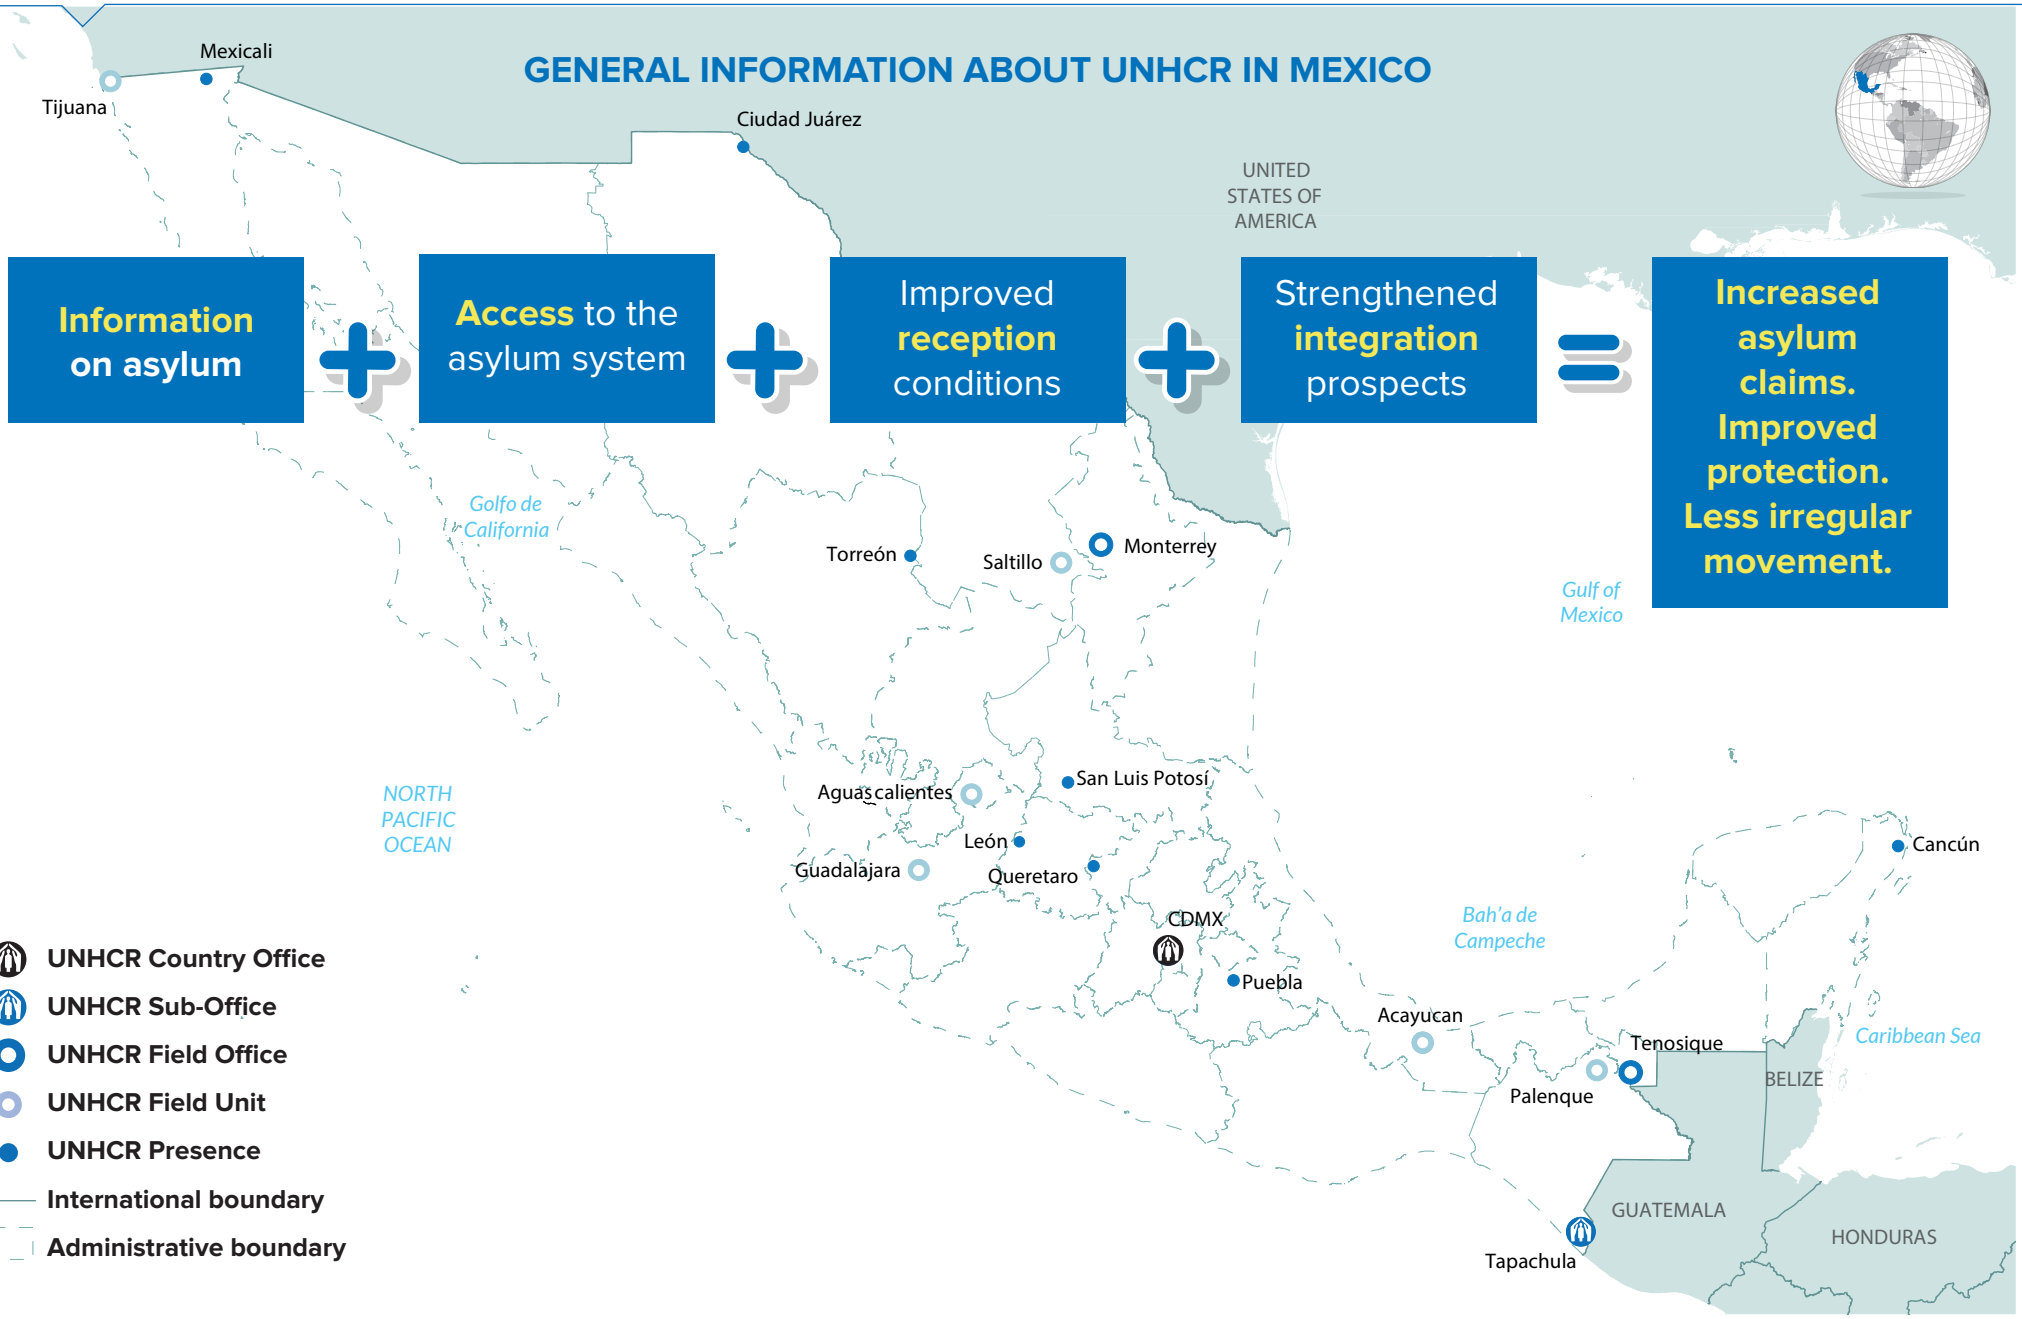 GENERAL INFORMATION ABOUT UNHCR IN MEXICO
Mexicali
Tijuana
Ciudad Juárez
UNITED
STATES OF
AMERICA
Information
on asylum
Access to the
asylum system
Improved
reception
conditions
Strengthened
integration
prospects
Increased
asylum
claims.
Improved
protection.
Less irregular
movement.
Golfo de
California
Torreón
Saltillo
Monterrey
Gulf of
Mexico
NORTH
PACIFIC
OCEAN
Aguascalientes
San Luis Potosí
León
Guadalajara
Queretaro
Cancún
CDMX
Bah'a de
Campeche
Puebla
Acayucan
Tenosique
Caribbean Sea
Palenque
BELIZE
GUATEMALA
HONDURAS
Tapachula
UNHCR Country Office
UNHCR Sub-Office
UNHCR Field Office
UNHCR Field Unit
UNHCR Presence
International boundary
Administrative boundary